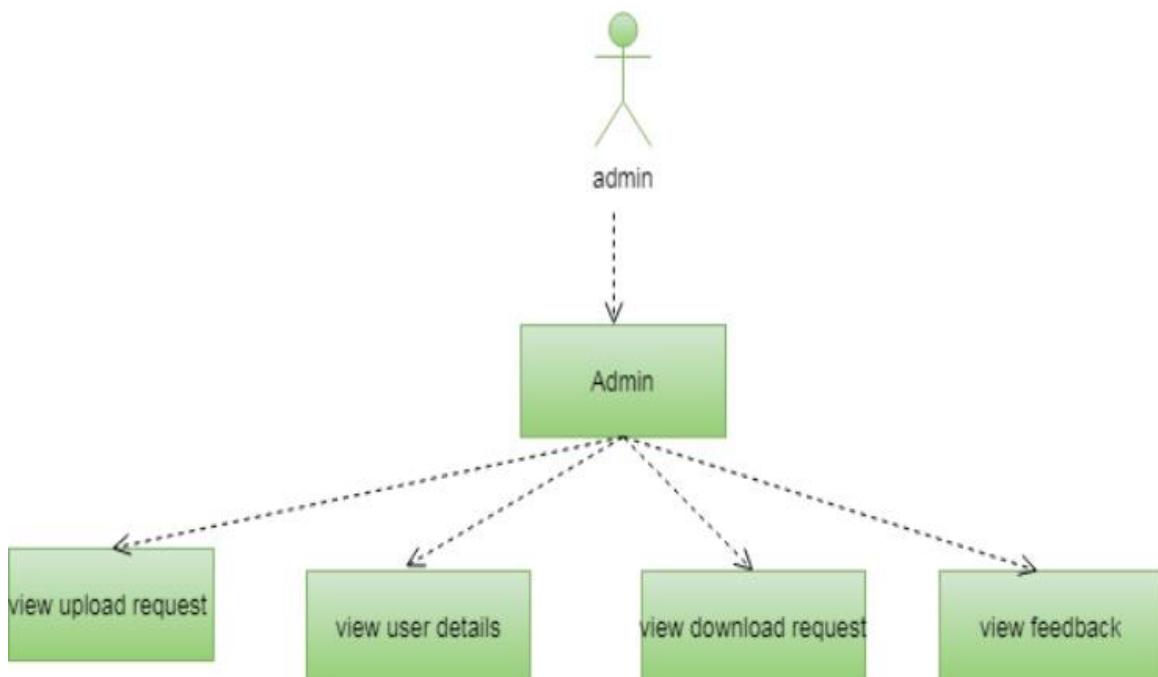 admin
Admin
view upload request
view user details
view download request
view feedback